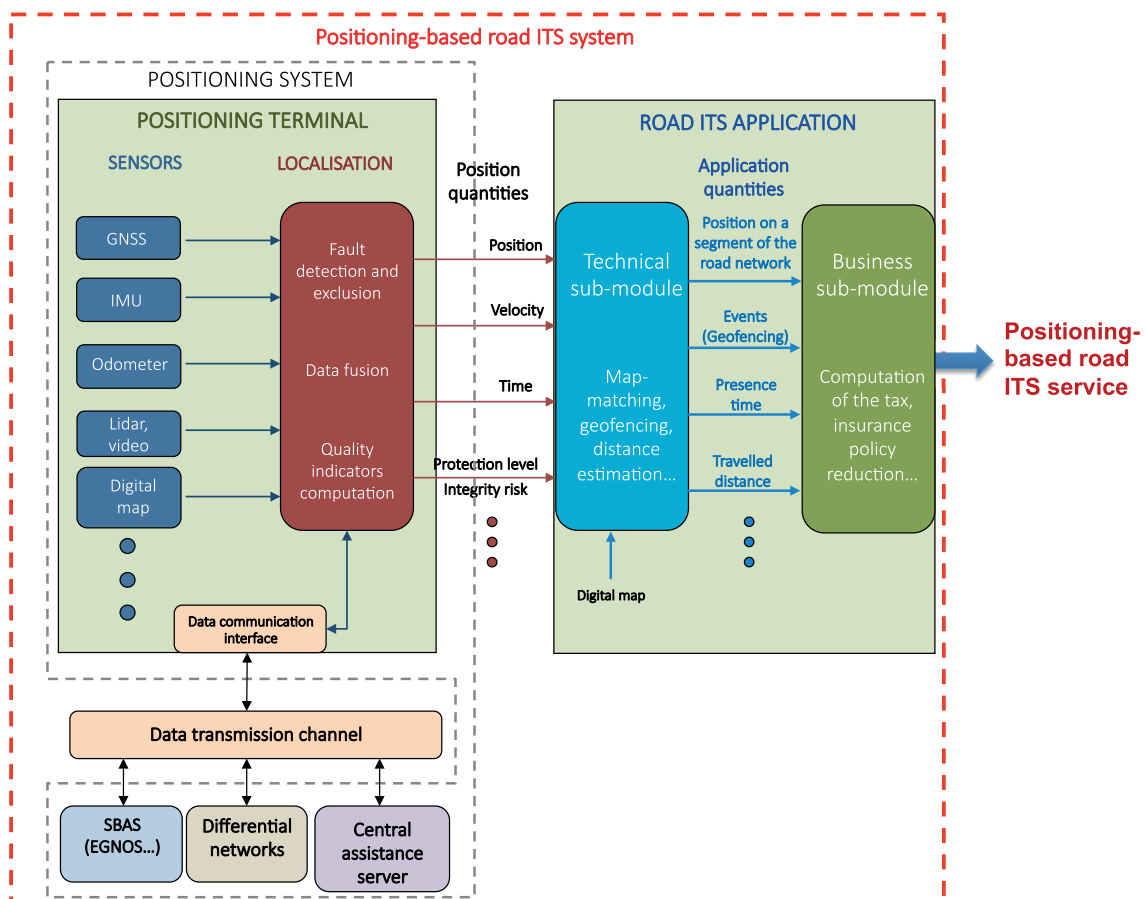 Positioning-based road ITS system
POSITIONING SYSTEM
POSITIONING TERMINAL
SENSORS
LOCALISATION
GNSS
IMU
Odometer
Lidar,
video
Digital
map
Fault
detection and
exclusion
Data fusion
Quality
indicators
computation
Data communication
interface
Position
quantities
Position
Velocity
Time
Protection level
Integrity risk
ROAD ITS APPLICATION
Technical
sub-module
Map-
matching,
geofencing,
distance
estimation...
Digital map
Application
quantities
Position on a
segment of the
road network
Events
(Geofencing)
Presence
time
Travelled
distance
Business
sub-module
Computation
of the tax,
insurance
policy
reduction...
Positioning-
based road
ITS service
Data transmission channel
SBAS
(EGNOS...)
Differential
networks
Central
assistance
server